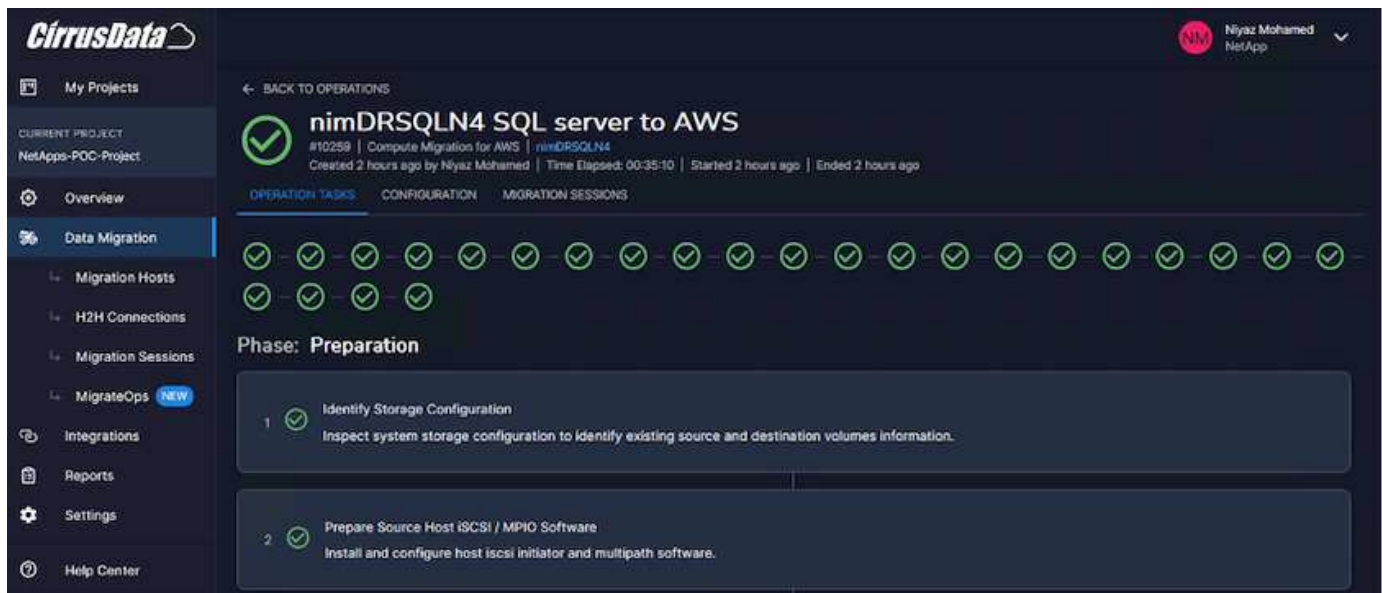 CirrusData
NM
Niyaz Mohamed
NetApp
My Projects
CURRENT PROJECT
NetApps-POC-Project
Overview
Data Migration
Migration Hosts
H2H Connections
Migration Sessions
MigrateOps NEW
Integrations
Reports
Settings
Help Center
← BACK TO OPERATIONS
nimDRSQLN4 SQL server to AWS
#10259 | Compute Migration for AWS | nimDRSQLN4
Created 2 hours ago by Niyaz Mohamed | Time Elapsed: 00:35:10 | Started 2 hours ago | Ended 2 hours ago
OPERATION TASKS CONFIGURATION MIGRATION SESSIONS
Phase: Preparation
1 Identify Storage Configuration
Inspect system storage configuration to identify existing source and destination volumes information.
2 Prepare Source Host iSCSI / MPIO Software
Install and configure host iscsi initiator and multipath software.